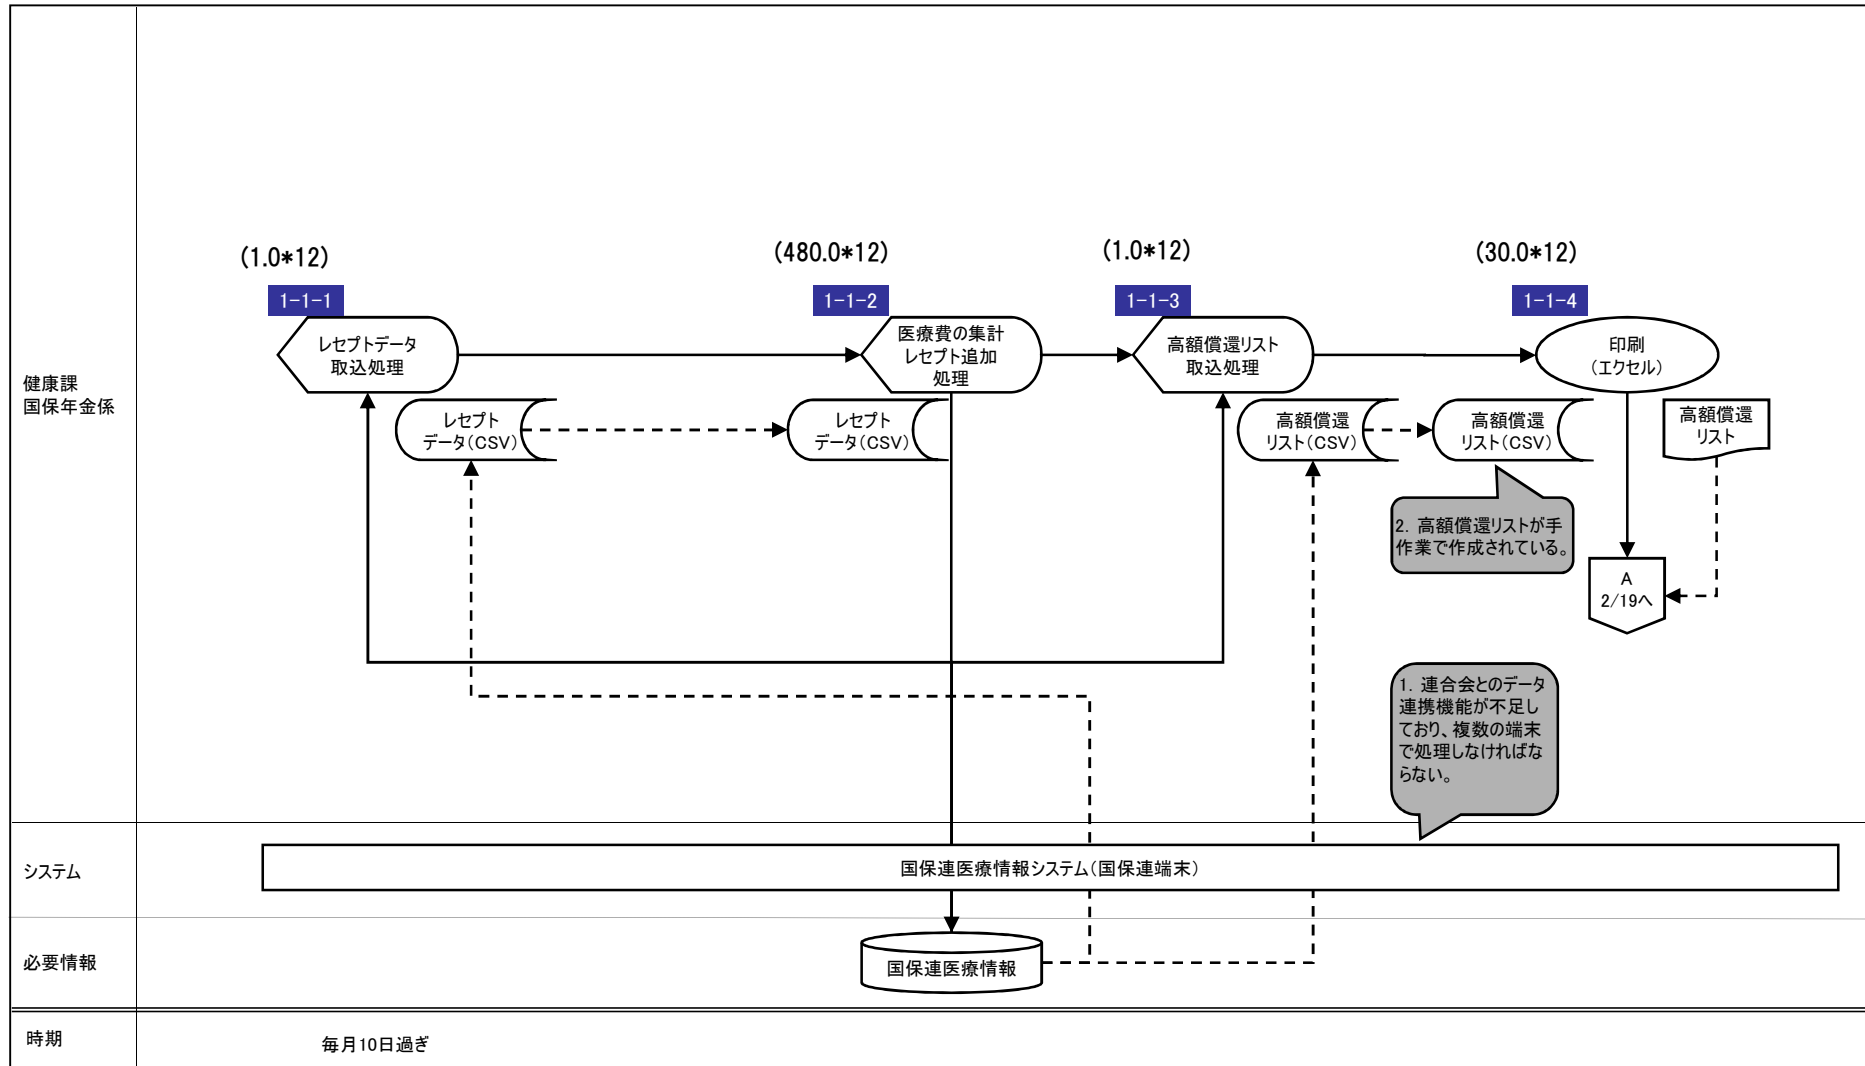 (1.0*12)
(480.0*12)
(1.0*12)
(30.0*12)
1-1-1
1-1-2
1-1-3
1-1-4
レセプトデータ
取込処理
医療費の集計
レセプト追加
処理
高額償還リスト
取込処理
印刷
(エクセル)
健康課
国保年金係
レセプト
データ(CSV)
レセプト
データ(CSV)
高額償還
リスト(CSV)
高額償還
リスト(CSV)
高額償還
リスト
2. 高額償還リストが手
作業で作成されている。
A
2/19へ
1. 連合会とのデータ
連携機能が不足し
ており、複数の端末
で処理しなければな
らない。
システム
国保連医療情報システム(国保連端末)
必要情報
国保連医療情報
時期
毎月10日過ぎ